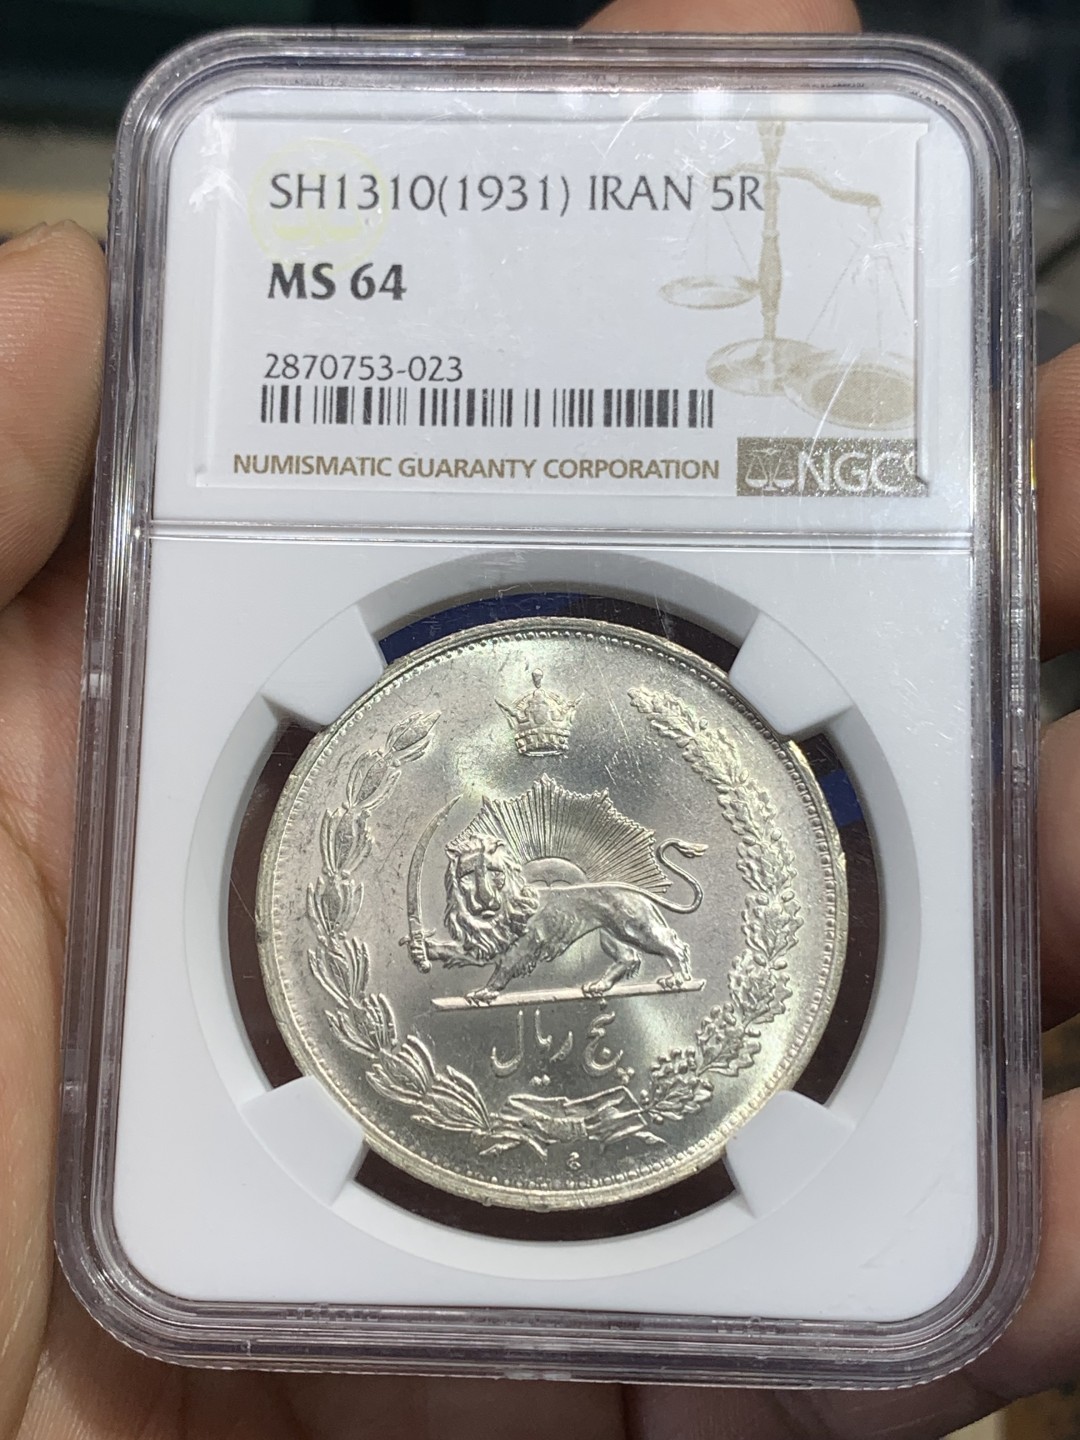 SH1310(1931) IRAN 5R
MS 64
2870753-023
NUMISMATIC GUARANTY CORPORATION
NGC
پنج ریال